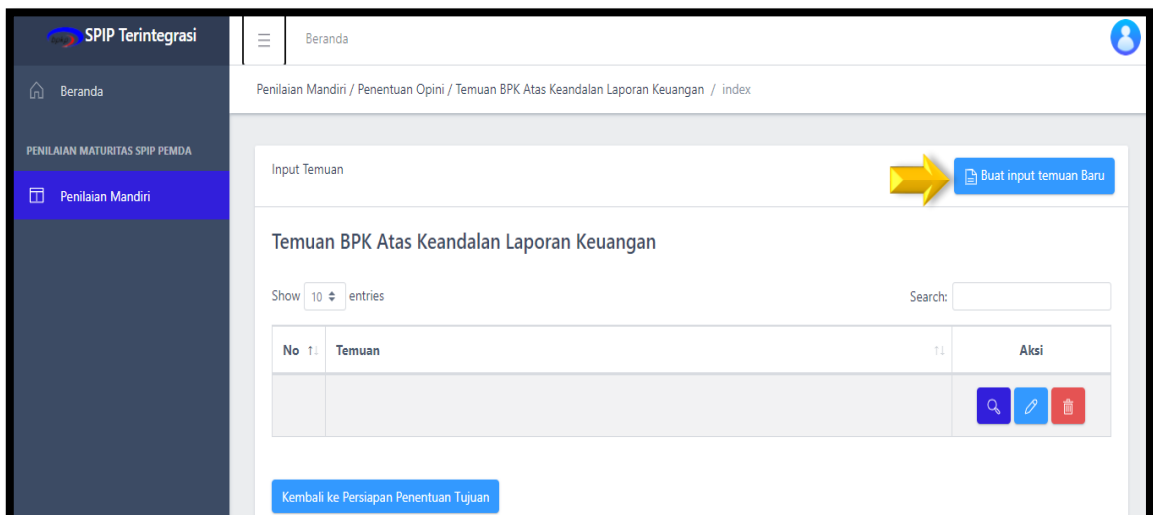 SPIP Terintegrasi
Beranda
Beranda
Penilaian Mandiri / Penentuan Opini / Temuan BPK Atas Keandalan Laporan Keuangan / index
PENILAIAN MATURITAS SPIP PEMDA
Penilaian Mandiri
Input Temuan
Buat input temuan Baru
Temuan BPK Atas Keandalan Laporan Keuangan
Show 10 entries
Search:
No Temuan Aksi
Kembali ke Persiapan Penentuan Tujuan